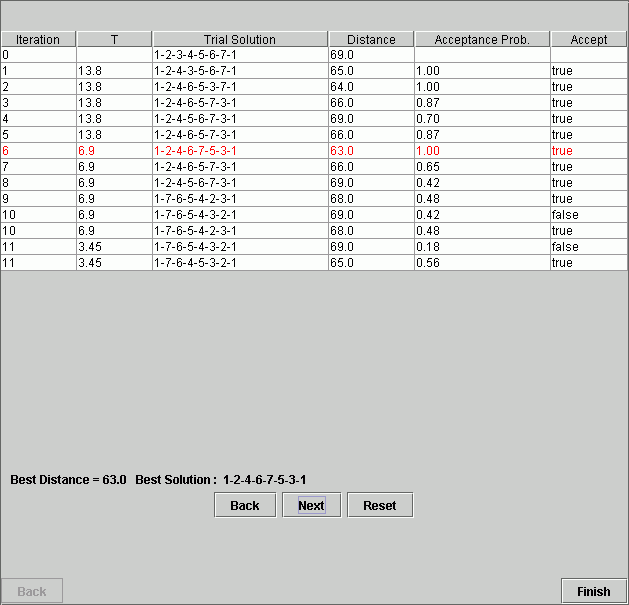 Iteration T Trial Solution Distance Acceptance Prob. Accept
0 1-2-3-4-5-6-7-1 69.0
1 13.8 1-2-4-3-5-6-7-1 65.0 1.00 true
2 13.8 1-2-4-6-5-3-7-1 64.0 1.00 true
3 13.8 1-2-4-6-5-7-3-1 66.0 0.87 true
4 13.8 1-2-4-5-6-7-3-1 69.0 0.70 true
5 13.8 1-2-4-6-5-7-3-1 66.0 0.87 true
6 6.9 1-2-4-6-7-5-3-1 63.0 1.00 true
7 6.9 1-2-4-6-5-7-3-1 66.0 0.65 true
8 6.9 1-2-4-5-6-7-3-1 69.0 0.42 true
9 6.9 1-7-6-5-4-2-3-1 68.0 0.48 true
10 6.9 1-7-6-5-4-3-2-1 69.0 0.42 false
10 6.9 1-7-6-5-4-2-3-1 68.0 0.48 true
11 3.45 1-7-6-5-4-3-2-1 69.0 0.18 false
11 3.45 1-7-6-4-5-3-2-1 65.0 0.56 true
Best Distance = 63.0 Best Solution : 1-2-4-6-7-5-3-1
Back Next Reset
Back Finish